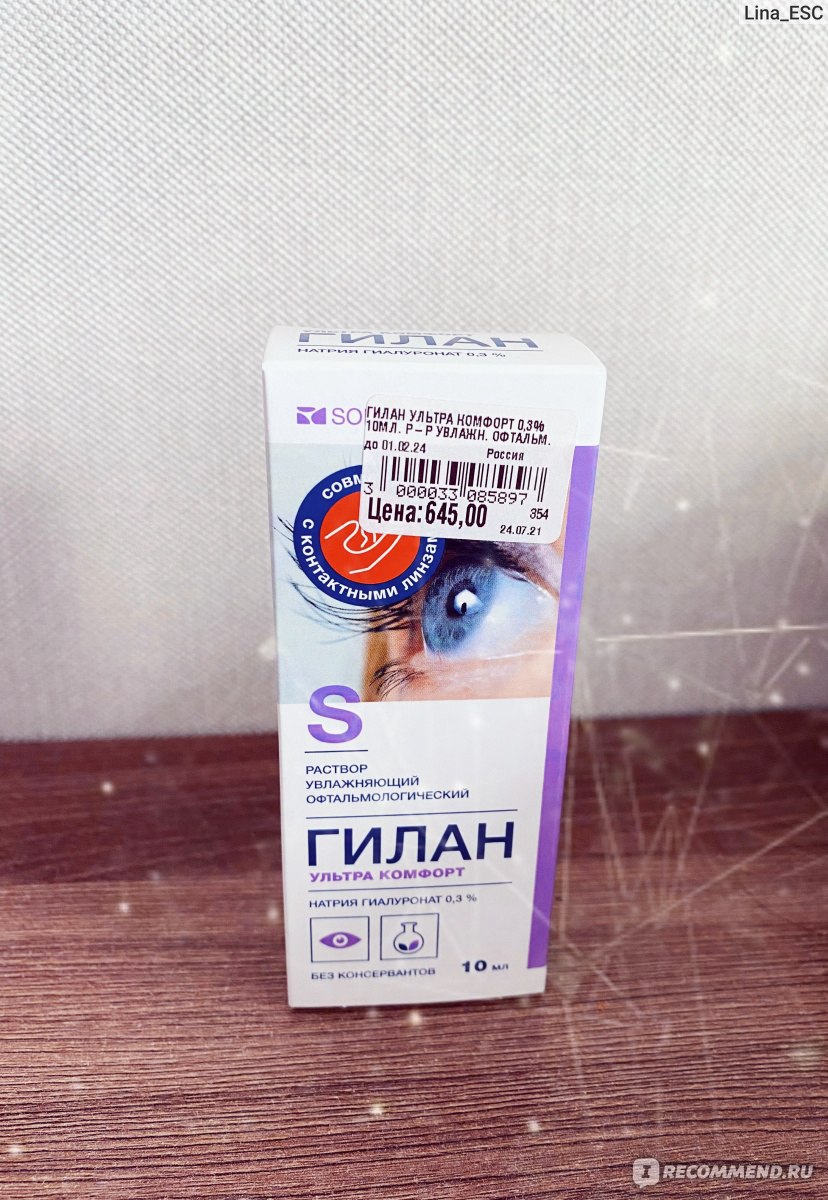 Lina_ESC
ГИЛАН
НАТРИЯ ГИАЛУРОНАТ 0,3 %
ГИЛАН УЛЬТРА КОМФОРТ 0,3%
10МЛ. Р-Р УВЛАЖН. ОФТАЛЬМ.
до 01.02.24 Россия
3 000033 085897
Цена:645,00 354
24.07.21
С КОНТАКТНЫМИ
S
РАСТВОР
УВЛАЖНЯЮЩИЙ
ОФТАЛЬМОЛОГИЧЕСКИЙ
ГИЛАН
УЛЬТРА КОМФОРТ
НАТРИЯ ГИАЛУРОНАТ 0,3 %
БЕЗ КОНСЕРВАНТОВ 10 мл
IRECOMMEND.RU